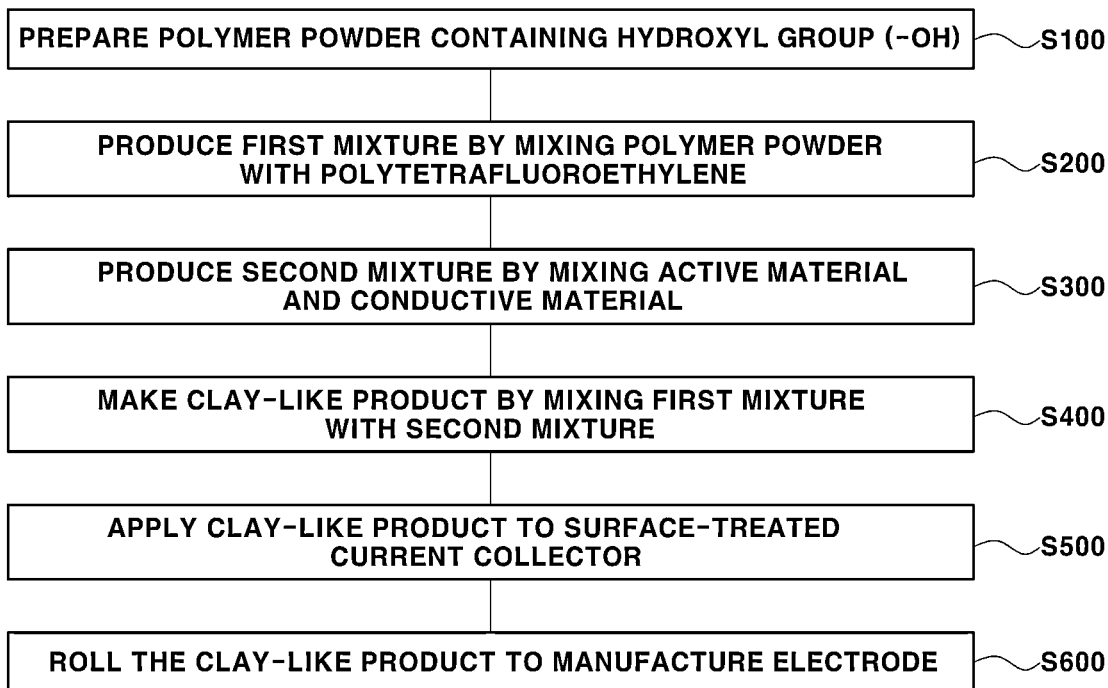 PREPARE POLYMER POWDER CONTAINING HYDROXYL GROUP (-OH)
S100
PRODUCE FIRST MIXTURE BY MIXING POLYMER POWDER
WITH POLYTETRAFLUOROETHYLENE
S200
PRODUCE SECOND MIXTURE BY MIXING ACTIVE MATERIAL
AND CONDUCTIVE MATERIAL
S300
MAKE CLAY-LIKE PRODUCT BY MIXING FIRST MIXTURE
WITH SECOND MIXTURE
S400
APPLY CLAY-LIKE PRODUCT TO SURFACE-TREATED
CURRENT COLLECTOR
S500
ROLL THE CLAY-LIKE PRODUCT TO MANUFACTURE ELECTRODE
S600